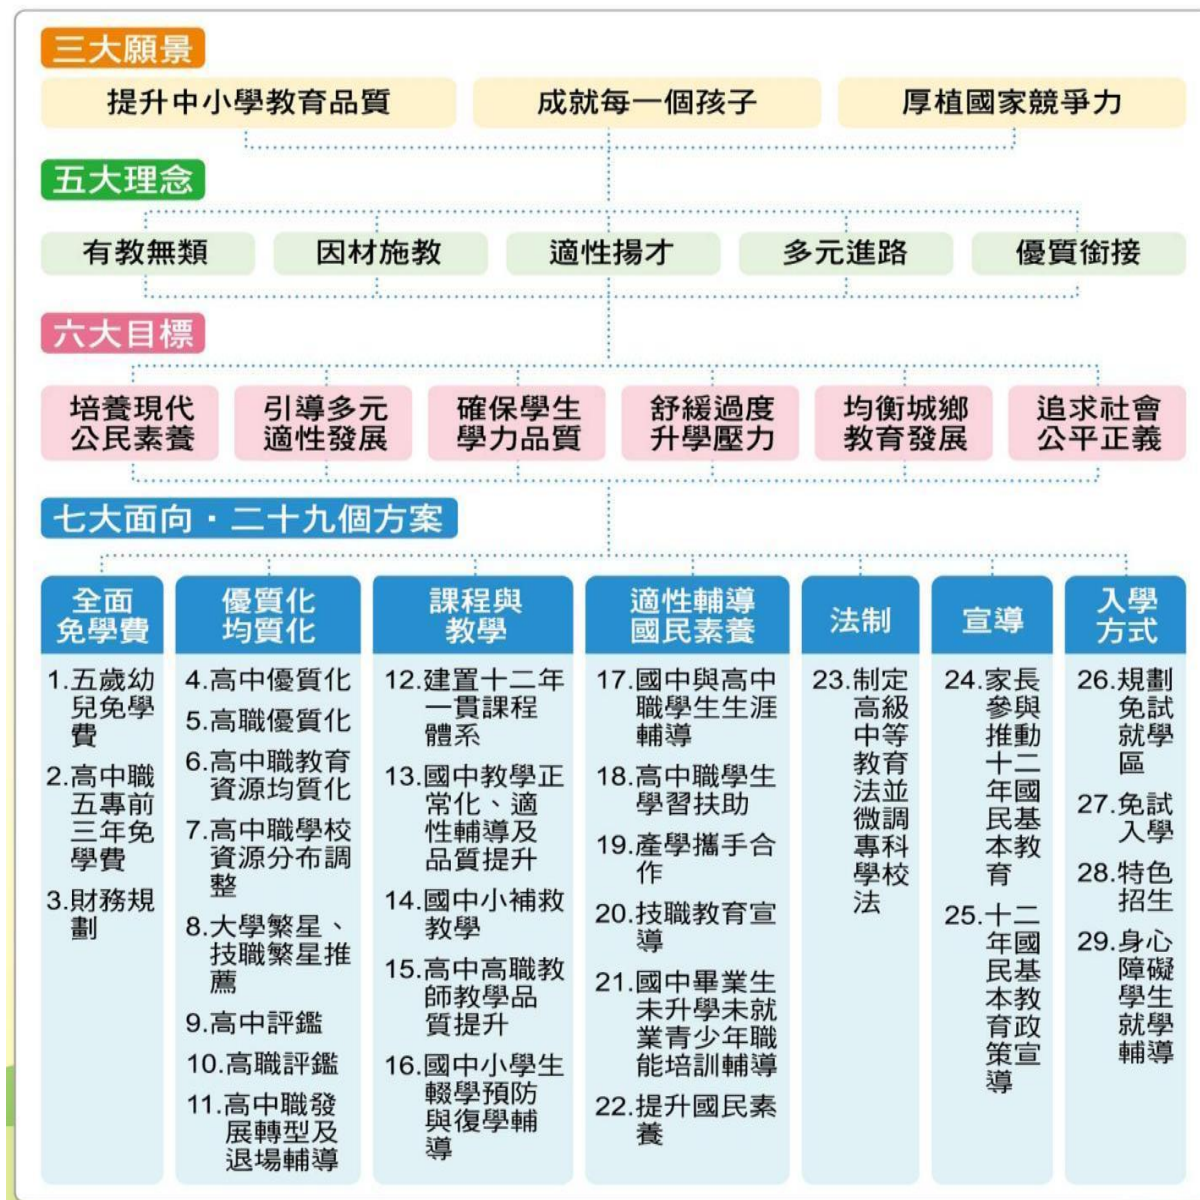 三大願景
提升中小學教育品質
成就每一個孩子
厚植國家競爭力
五大理念
有教無類
因材施教
適性揚才
多元進路
優質銜接
六大目標
培養現代
公民素養
引導多元
適性發展
確保學生
學力品質
舒緩過度
升學壓力
均衡城鄉
教育發展
追求社會
公平正義
七大面向・二十九個方案
全面
免學費
1.五歲幼
兒免學
費
2.高中職
五專前
三年免
學費
3.財務規
劃
優質化
均質化
4.高中優質化
5.高職優質化
6.高中職教育
資源均質化
7.高中職學校
資源分布調
整
8.大學繁星、
技職繁星推
薦
9.高中評鑑
10.高職評鑑
11.高中職發
展轉型及
退場輔導
課程與
教學
12.建置十二年
一貫課程
體系
13.國中教學正
常化、適
性輔導及
品質提升
14.國中小補救
教學
15.高中高職教
師教學品
質提升
16.國中小學生
輟學預防
與復學輔
導
適性輔導
國民素養
17.國中與高中
職學生生涯
輔導
18.高中職學生
學習扶助
19.產學攜手合
作
20.技職教育宣
導
21.國中畢業生
未升學未就
業青少年職
能培訓輔導
22.提升國民素
養
法制
23.制定
高級
中等
教育
法並
微調
專科
學校
法
宣導
24.家長
參與
推動
十二
年國
民基
本教
育
25.十二
年國
民基
本教
育政
策宣
導
入學
方式
26.規劃
免試
就學
區
27.免試
入學
28.特色
招生
29.身心
障礙
學生
就學
輔導